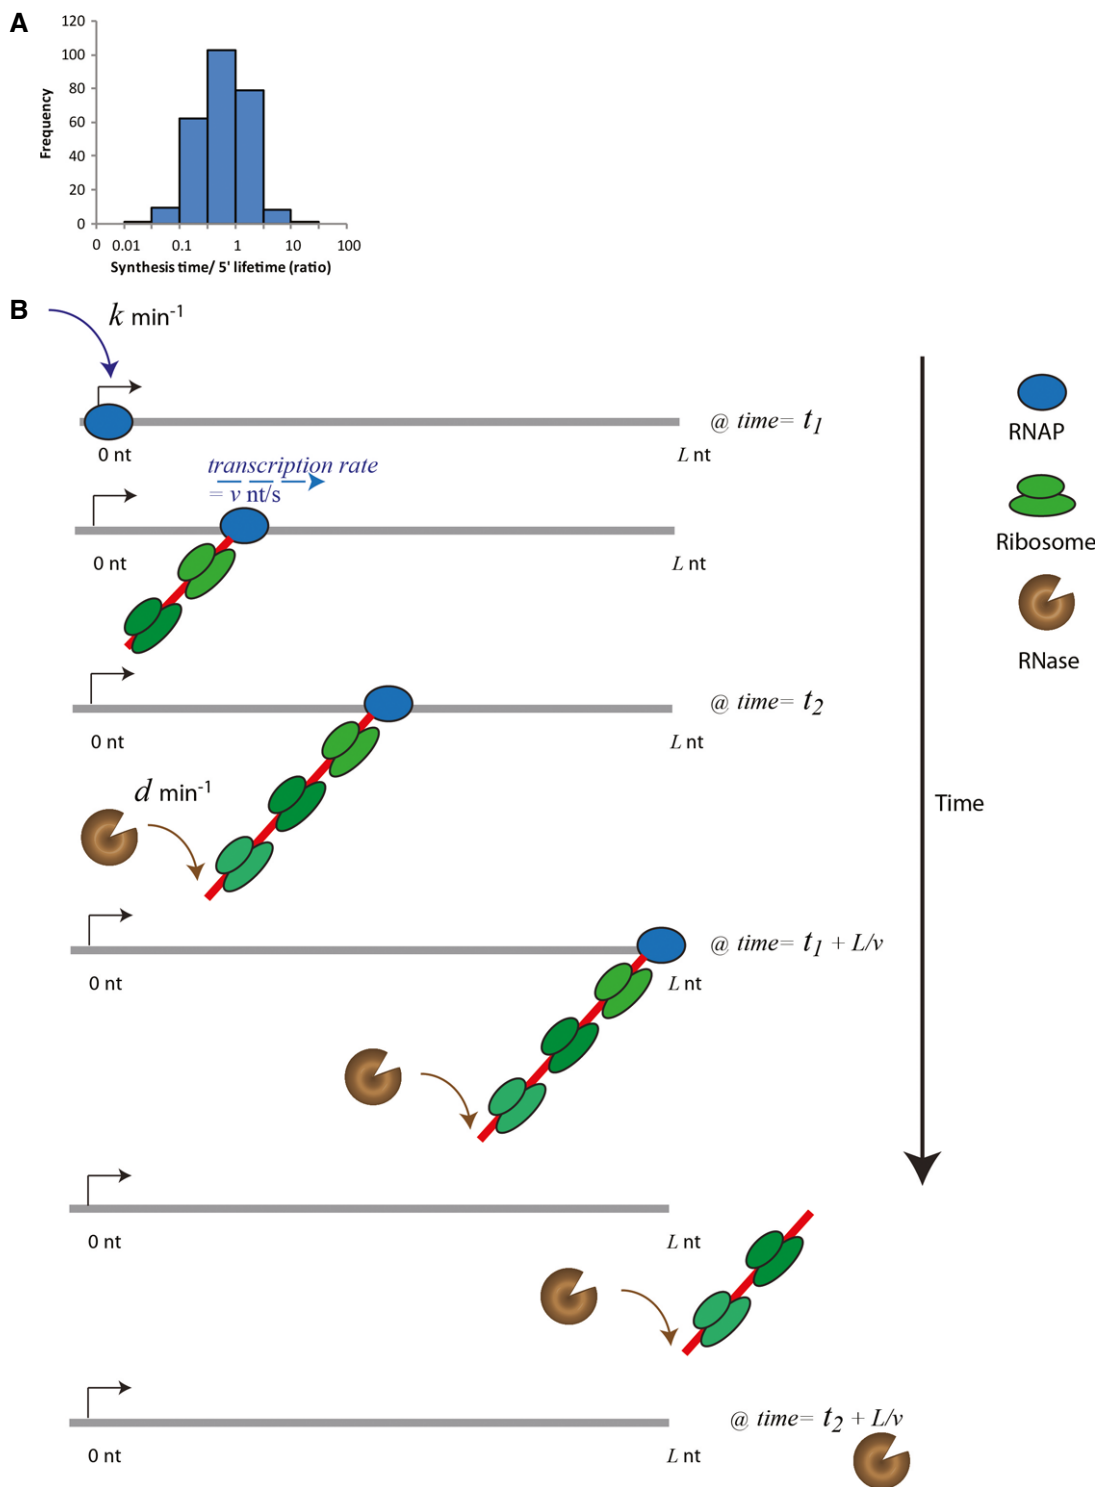 A
120
100
80
60
40
20
0
Frequency
0 0.01 0.1 1 10 100
Synthesis time/ 5' lifetime (ratio)
B
k min-1
@ time= t1
0 nt
L nt
RNAP
transcription rate
= v nt/s
0 nt
L nt
Ribosome
RNase
@ time= t2
0 nt
L nt
d min-1
Time
@ time= t1 + L/v
0 nt
L nt
0 nt
L nt
@ time= t2 + L/v
0 nt
L nt